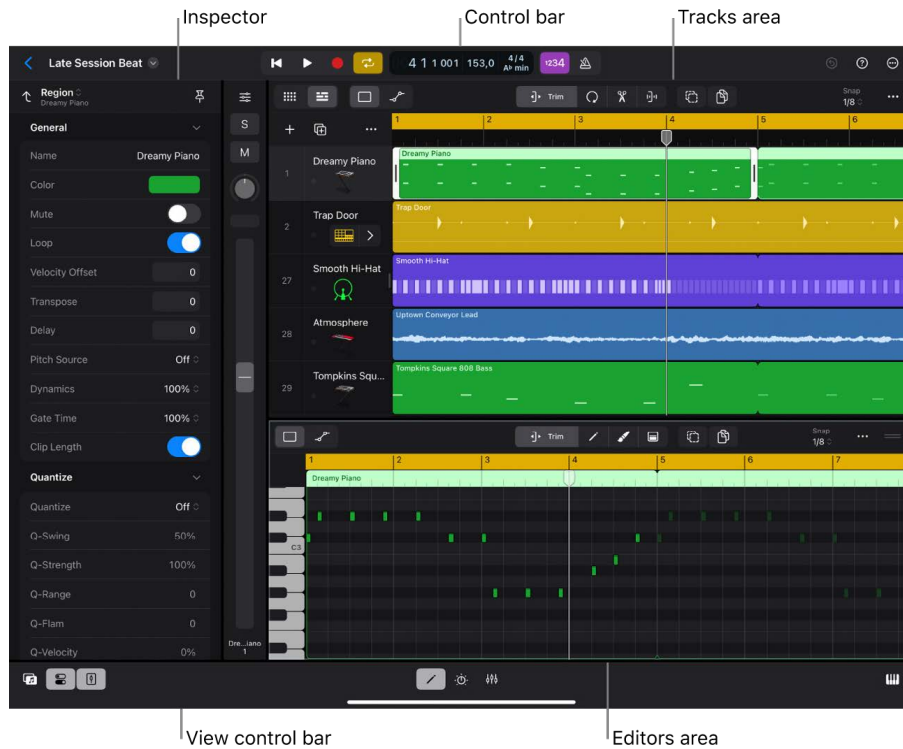 Inspector Control bar Tracks area
Late Session Beat 4 1 1 001 153,0 4/4 A♭ min 1234
Region
Dreamy Piano
Trim
Snap
1/8
General
S
1 2 3 4 5 6
Name Dreamy Piano
M
Dreamy Piano
1 Dreamy Piano
Color
Mute
2 Trap Door
Trap Door
Loop
Velocity Offset 0
27 Smooth Hi-Hat
Smooth Hi-Hat
Transpose 0
Delay 0
28 Atmosphere
Uptown Conveyor Lead
Pitch Source Off
Dynamics 100%
29 Tompkins Squ...
Tompkins Square 808 Bass
Gate Time 100%
Clip Length
Trim
Snap
1/8
1 2 3 4 5 6 7
Quantize
Dreamy Piano
Quantize Off
Q-Swing 50%
C3
Q-Strength 100%
Q-Range 0
Q-Flam 0
Q-Velocity 0%
Dre...iano
1
View control bar Editors area